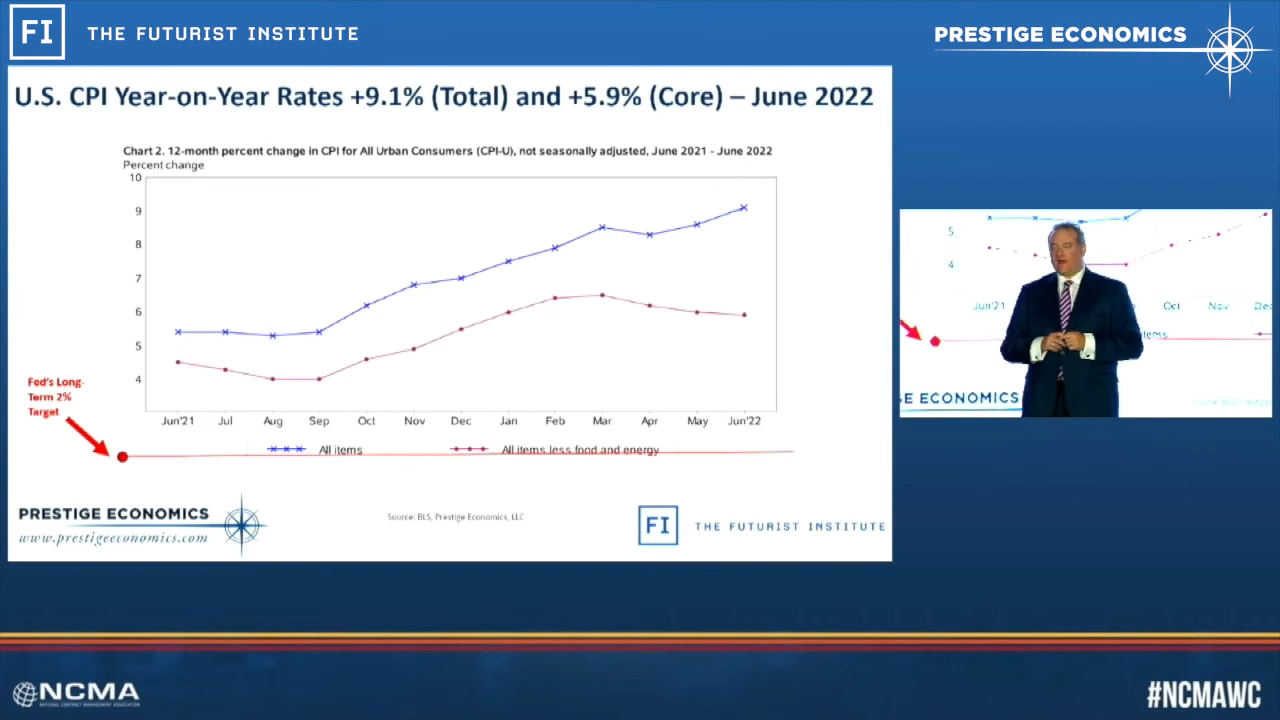 FI THE FUTURIST INSTITUTE
PRESTIGE ECONOMICS
U.S. CPI Year-on-Year Rates +9.1% (Total) and +5.9% (Core) – June 2022
Chart 2. 12-month percent change in CPI for All Urban Consumers (CPI-U), not seasonally adjusted, June 2021 - June 2022
Percent change
10
9
8
7
6
5
4
Jun'21 Jul Aug Sep Oct Nov Dec Jan Feb Mar Apr May Jun'22
Fed's Long-
Term 2%
Target
All items All items less food and energy
PRESTIGE ECONOMICS
www.prestigeeconomics.com
Source: BLS, Prestige Economics, LLC
FI THE FUTURIST INSTITUTE
5
4
Jun'21 Oct Nov Dec
tems
GE ECONOMICS
NCMA
NATIONAL CONTRACT MANAGEMENT ASSOCIATION
#NCMAWC